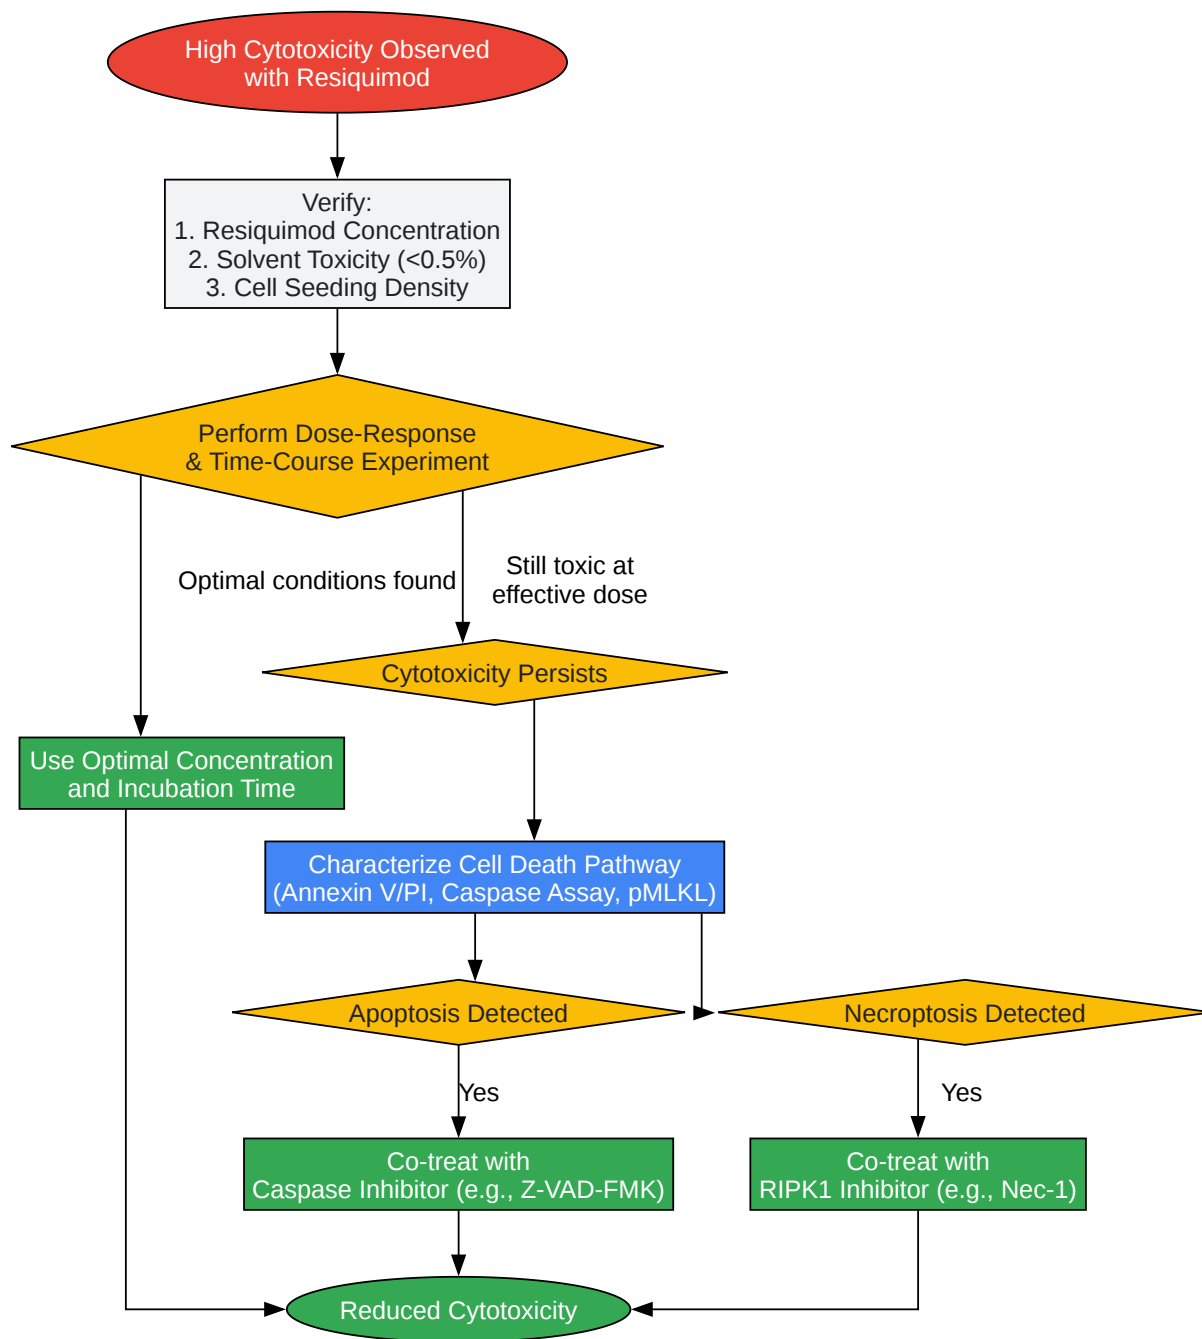 High Cytotoxicity Observed
with Resiquimod
Verify:
1. Resiquimod Concentration
2. Solvent Toxicity (<0.5%)
3. Cell Seeding Density
Perform Dose-Response
& Time-Course Experiment
Optimal conditions found
Still toxic at
effective dose
Cytotoxicity Persists
Use Optimal Concentration
and Incubation Time
Characterize Cell Death Pathway
(Annexin V/PI, Caspase Assay, pMLKL)
Apoptosis Detected
Necroptosis Detected
Yes
Yes
Co-treat with
Caspase Inhibitor (e.g., Z-VAD-FMK)
Co-treat with
RIPK1 Inhibitor (e.g., Nec-1)
Reduced Cytotoxicity